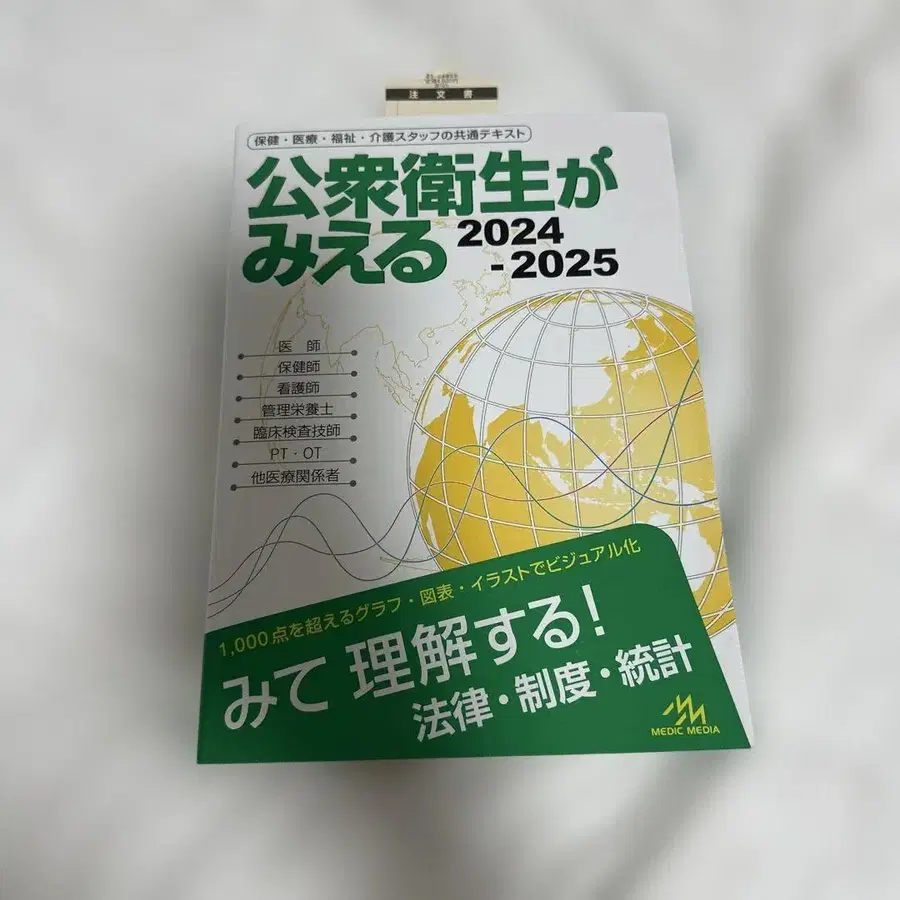 注文書
保健・医療・福祉・介護スタッフの共通テキスト
公衆衛生が
みえる 2024
-2025
医 師
保健師
看護師
管理栄養士
臨床検査技師
PT・OT
他医療関係者
1,000点を超えるグラフ・図表・イラストでビジュアル化
みて 理解する!
法律・制度・統計
MEDIC MEDIA